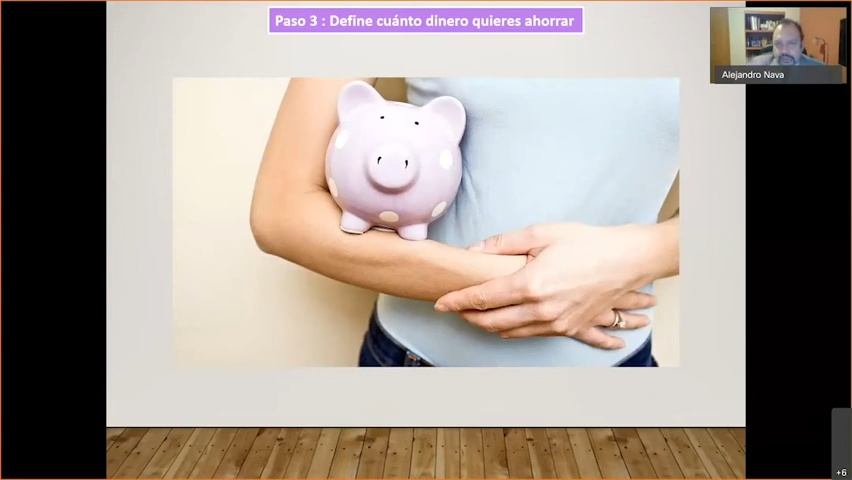 Paso 3 : Define cuánto dinero quieres ahorrar
Alejandro Nava
+6